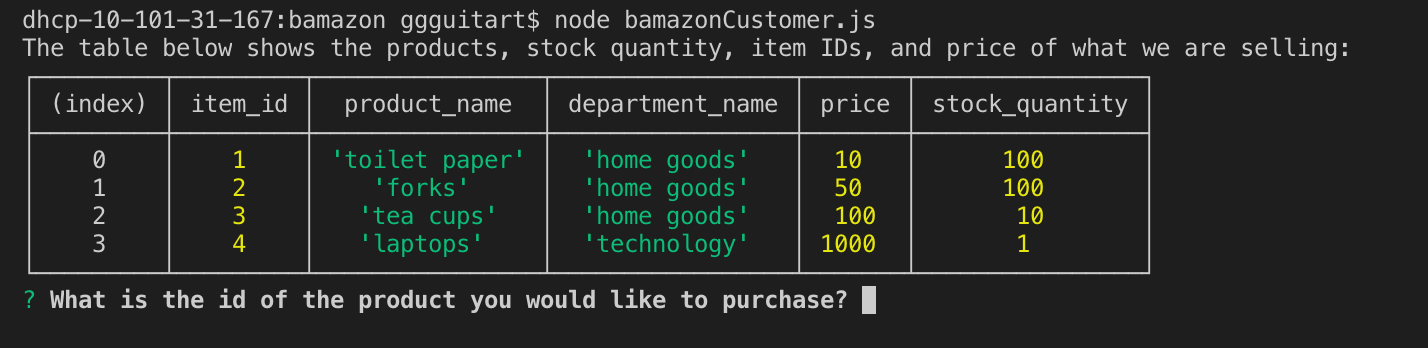 dhcp-10-101-31-167:bamazon ggguitart$ node bamazonCustomer.js
The table below shows the products, stock quantity, item IDs, and price of what we are selling:
(index) item_id product_name department_name price stock_quantity
0 1 'toilet paper' 'home goods' 10 100
1 2 'forks' 'home goods' 50 100
2 3 'tea cups' 'home goods' 100 10
3 4 'laptops' 'technology' 1000 1
? What is the id of the product you would like to purchase?